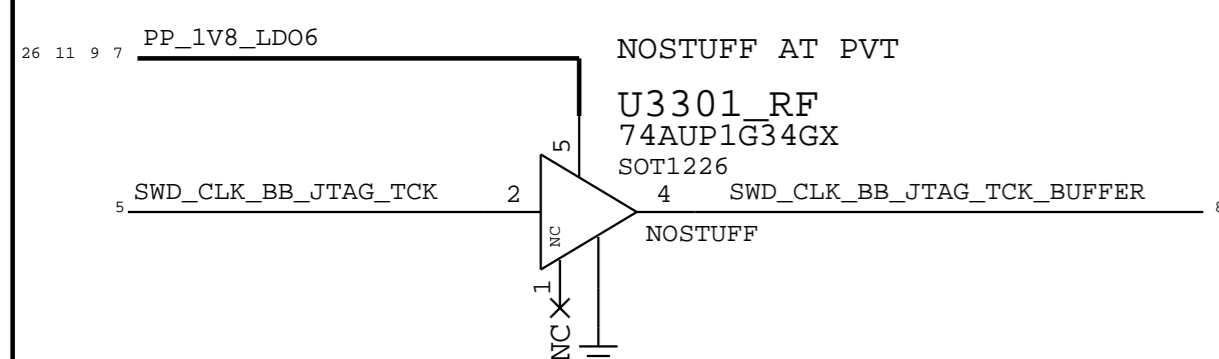 26 11 9 7 PP_1V8_LDO6
NOSTUFF AT PVT
U3301_RF
74AUP1G34GX
SOT1226
5
5 SWD_CLK_BB_JTAG_TCK 2
4 SWD_CLK_BB_JTAG_TCK_BUFFER 8
NOSTUFF
NC
1
NC